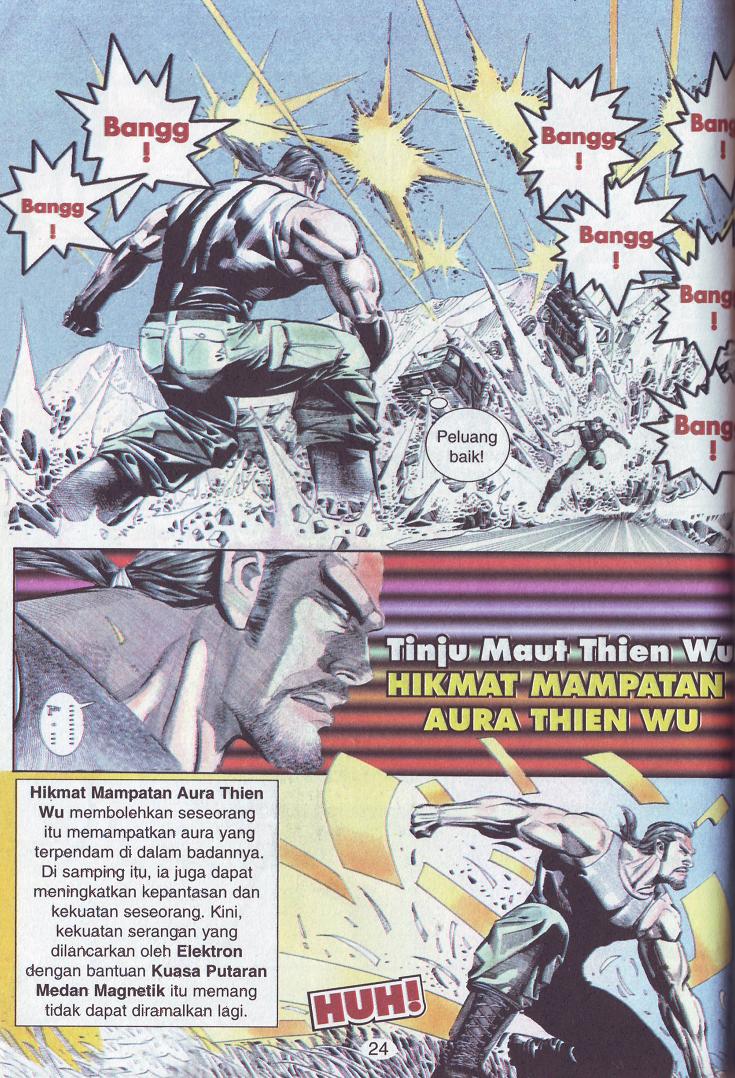 Bangg
!
Bangg
!
Bangg
!
Bang
!
Bangg
!
Bang
!
Bang
!
Peluang
baik!
Tinju Maut Thien Wu
HIKMAT MAMPATAN
AURA THIEN WU
Hikmat Mampatan Aura Thien
Wu membolehkan seseorang
itu memampatkan aura yang
terpendam di dalam badannya.
Di samping itu, ia juga dapat
meningkatkan kepantasan dan
kekuatan seseorang. Kini,
kekuatan serangan yang
dilancarkan oleh Elektron
dengan bantuan Kuasa Putaran
Medan Magnetik itu memang
tidak dapat diramalkan lagi.
HUH!
24